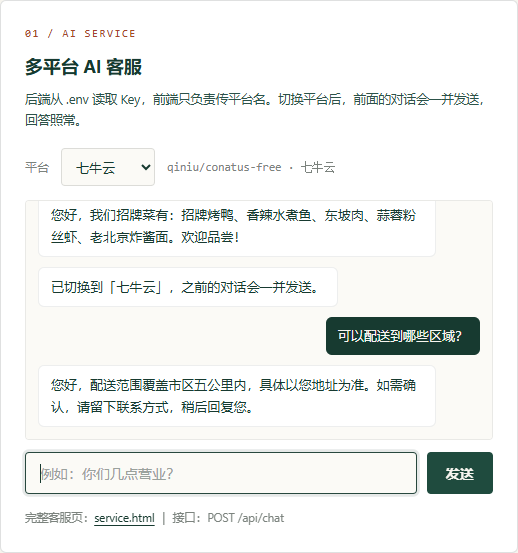 01 / AI SERVICE
多平台 AI 客服
后端从 .env 读取 Key，前端只负责传平台名。切换平台后，前面的对话会一并发送，
回答照常。
平台 七牛云 qiniu/conatus-free · 七牛云
您好，我们招牌菜有：招牌烤鸭、香辣水煮鱼、东坡肉、蒜蓉粉
丝虾、老北京炸酱面。欢迎品尝！
已切换到「七牛云」，之前的对话会一并发送。
可以配送到哪些区域？
您好，配送范围覆盖市区五公里内，具体以您地址为准。如需确
认，请留下联系方式，稍后回复您。
例如：你们几点营业？ 发送
完整客服页：service.html | 接口：POST /api/chat